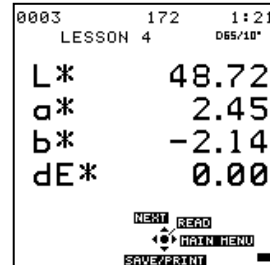 0003 172 1:21
LESSON 4 D65/10°
L* 48.72
a* 2.45
b* -2.14
dE* 0.00
NEXT READ
MAIN MENU
SAVE/PRINT